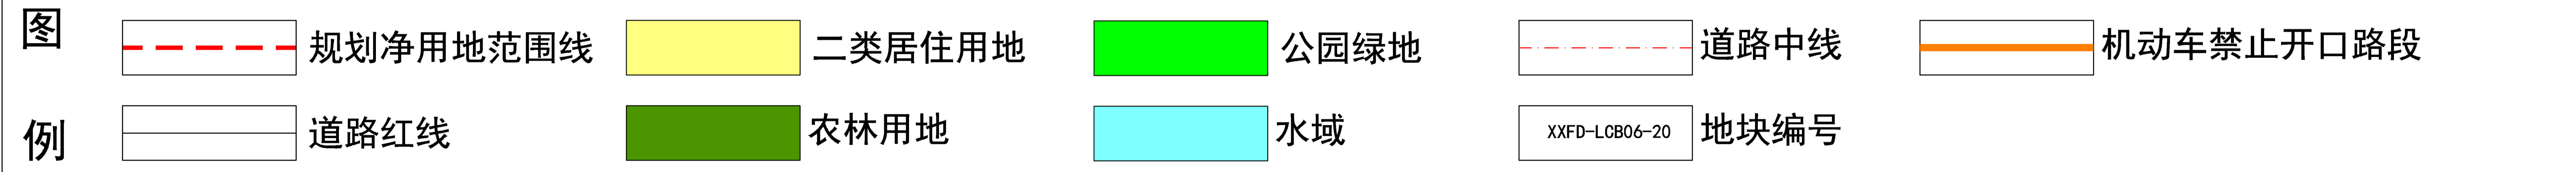 图例
规划净用地范围线
二类居住用地
公园绿地
道路中线
机动车禁止开口路段
道路红线
农林用地
水域
XXFD-LCB06-20
地块编号